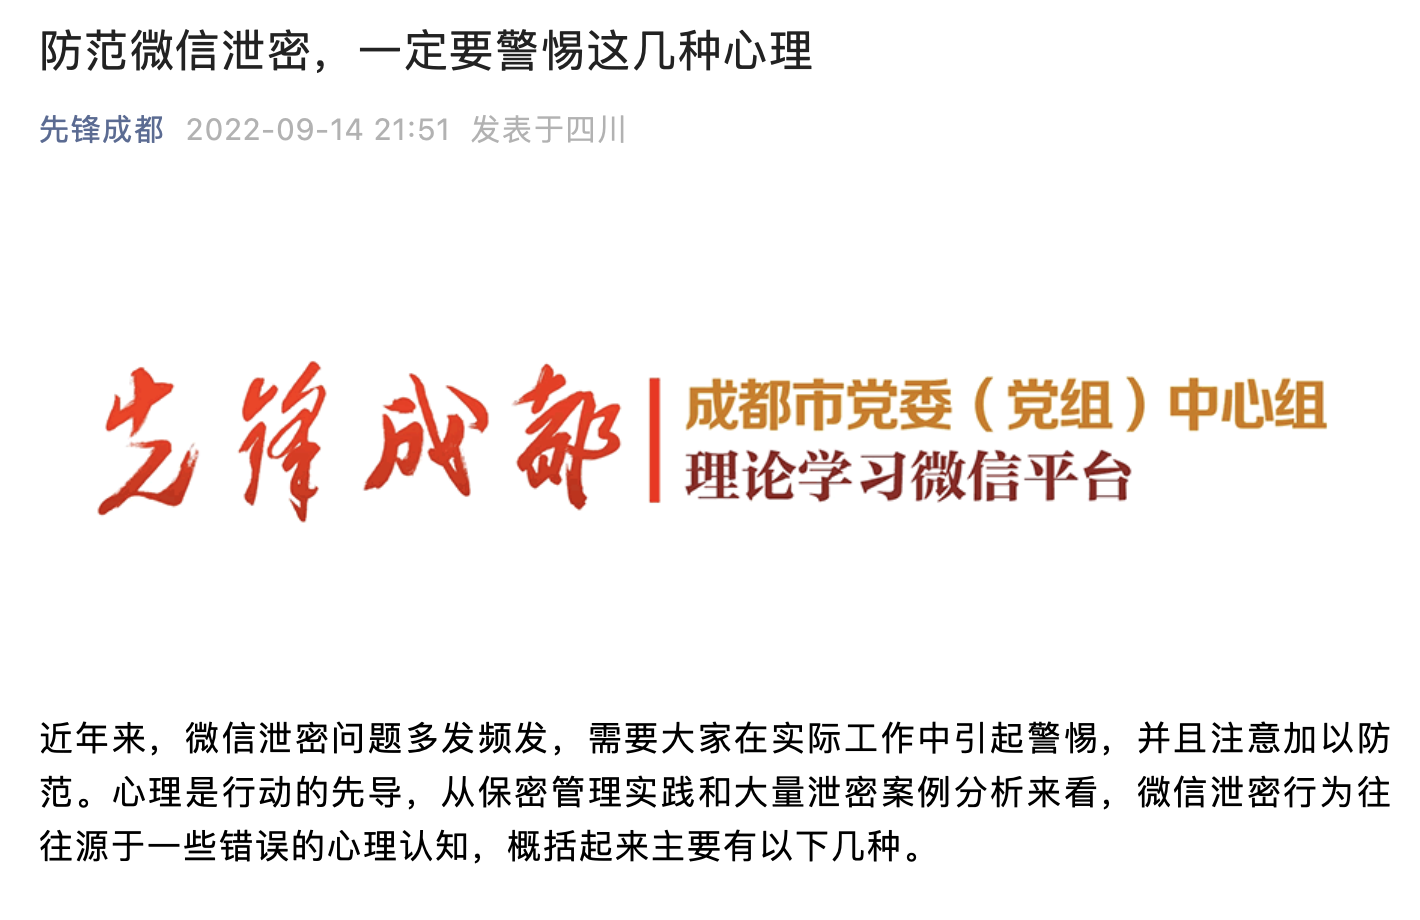 防范微信泄密，一定要警惕这几种心理
先锋成都 2022-09-14 21:51 发表于四川
先锋成都
成都市党委（党组）中心组
理论学习微信平台
近年来，微信泄密问题多发频发，需要大家在实际工作中引起警惕，并且注意加以防
范。心理是行动的先导，从保密管理实践和大量泄密案例分析来看，微信泄密行为往
往源于一些错误的心理认知，概括起来主要有以下几种。